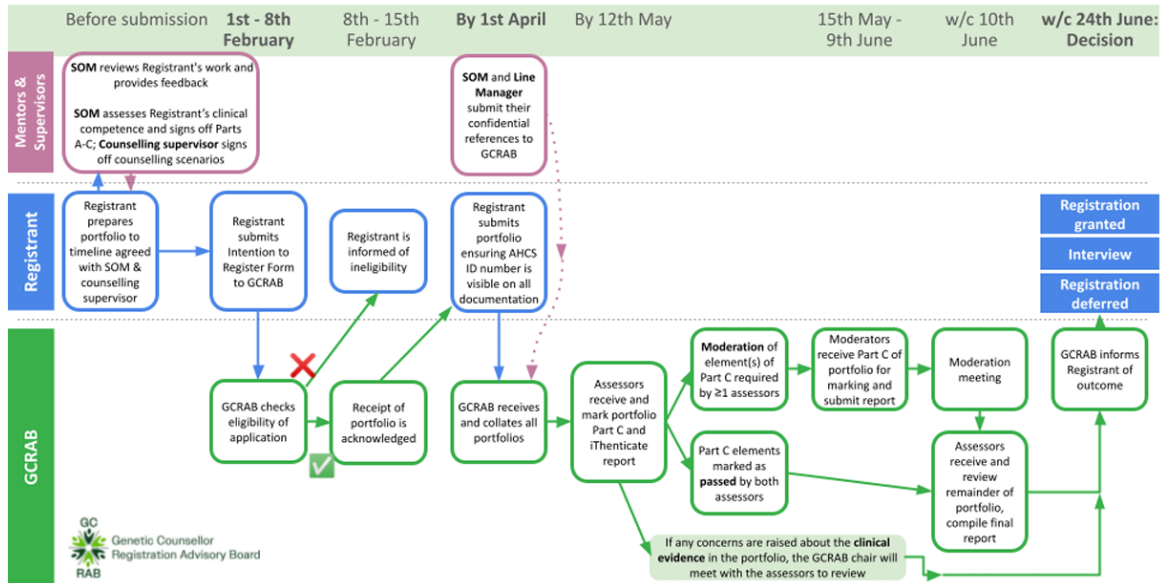 Before submission
1st - 8th
February
8th - 15th
February
By 1st April
By 12th May
15th May -
9th June
w/c 10th
June
w/c 24th June:
Decision
Mentors &
Supervisors
SOM reviews Registrant's work and
provides feedback
SOM assesses Registrant's clinical
competence and signs off Parts
A-C; Counselling supervisor signs
off counselling scenarios
SOM and Line
Manager
submit their
confidential
references to
GCRAB
Registrant
Registrant
prepares
portfolio to
timeline agreed
with SOM &
counselling
supervisor
Registrant
submits
Intention to
Register Form
to GCRAB
Registrant is
informed of
ineligibility
Registrant
submits
portfolio
ensuring AHCS
ID number is
visible on all
documentation
Registration
granted
Interview
Registration
deferred
GCRAB
GCRAB checks
eligibility of
application
Receipt of
portfolio is
acknowledged
GCRAB receives
and collates all
portfolios
Assessors
receive and
mark portfolio
Part C and
iThenticate
report
Moderation of
element(s) of
Part C required
by ≥1 assessors
Moderators
receive Part C of
portfolio for
marking and
submit report
Moderation
meeting
GCRAB informs
Registrant of
outcome
Part C elements
marked as
passed by both
assessors
Assessors
receive and
review
remainder of
portfolio,
compile final
report
If any concerns are raised about the clinical
evidence in the portfolio, the GCRAB chair will
meet with the assessors to review
GC
RAB
Genetic Counsellor
Registration Advisory Board